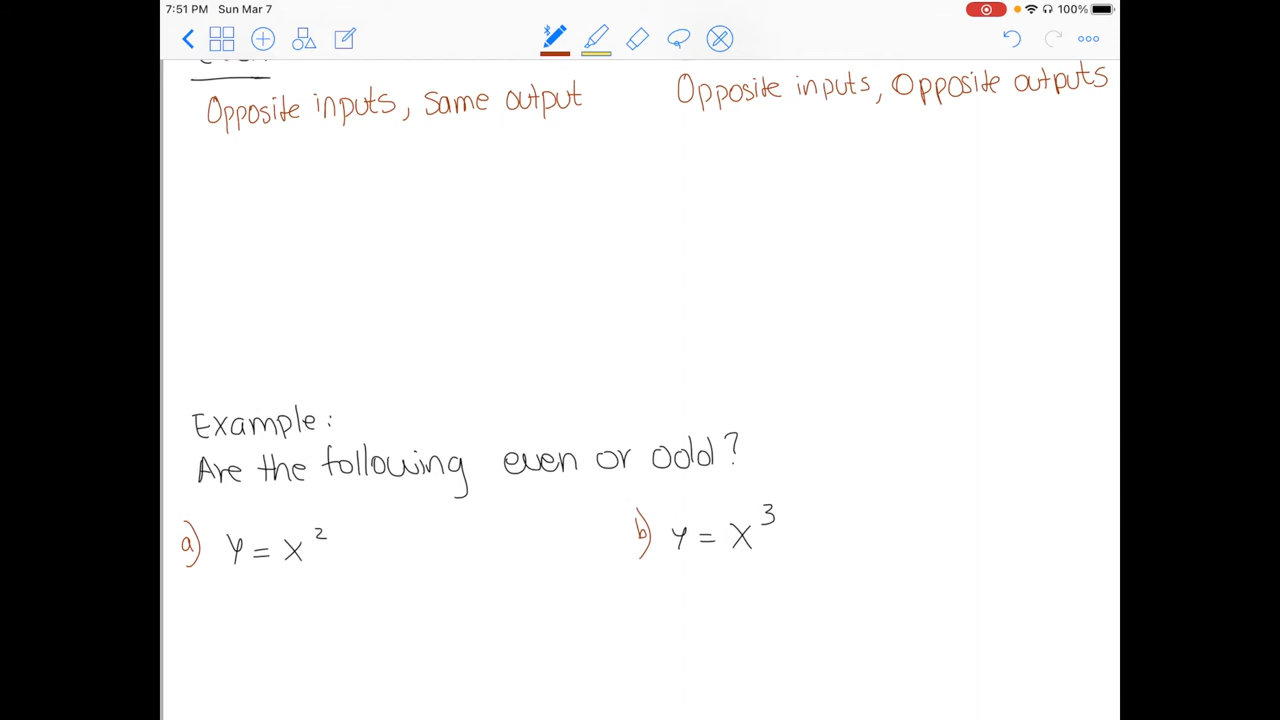 7:51 PM Sun Mar 7
100%
Opposite inputs, Same output
Opposite inputs, Opposite outputs
Example:
Are the following even or odd?
a) y = x²
b) y = x³